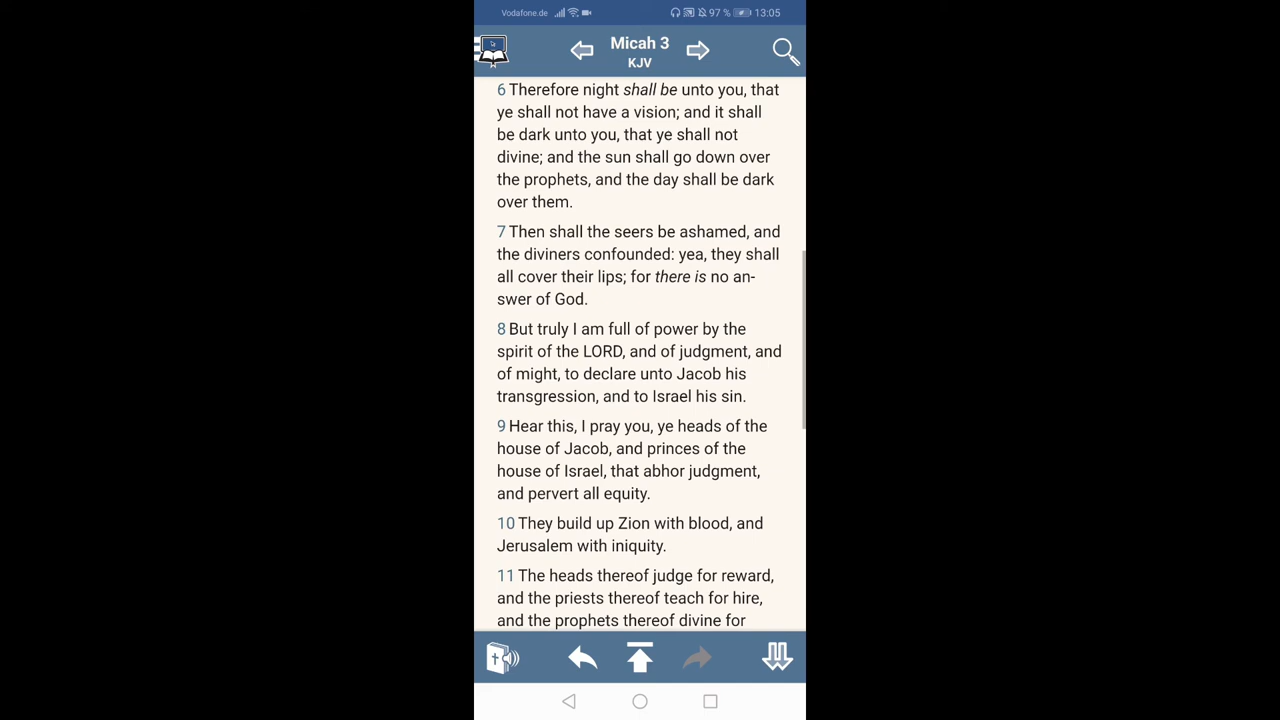 Vodafone.de 97 % 13:05
Micah 3
KJV
6 Therefore night shall be unto you, that
ye shall not have a vision; and it shall
be dark unto you, that ye shall not
divine; and the sun shall go down over
the prophets, and the day shall be dark
over them.
7 Then shall the seers be ashamed, and
the diviners confounded: yea, they shall
all cover their lips; for there is no an-
swer of God.
8 But truly I am full of power by the
spirit of the LORD, and of judgment, and
of might, to declare unto Jacob his
transgression, and to Israel his sin.
9 Hear this, I pray you, ye heads of the
house of Jacob, and princes of the
house of Israel, that abhor judgment,
and pervert all equity.
10 They build up Zion with blood, and
Jerusalem with iniquity.
11 The heads thereof judge for reward,
and the priests thereof teach for hire,
and the prophets thereof divine for